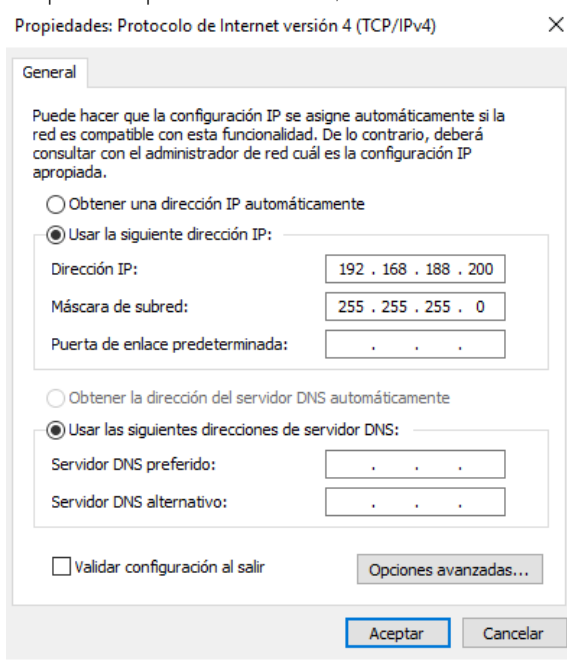 Propiedades: Protocolo de Internet versión 4 (TCP/IPv4)
General
Puede hacer que la configuración IP se asigne automáticamente si la
red es compatible con esta funcionalidad. De lo contrario, deberá
consultar con el administrador de red cuál es la configuración IP
apropiada.
Obtener una dirección IP automáticamente
Usar la siguiente dirección IP:
Dirección IP: 192 . 168 . 188 . 200
Máscara de subred: 255 . 255 . 255 . 0
Puerta de enlace predeterminada: . . .
Obtener la dirección del servidor DNS automáticamente
Usar las siguientes direcciones de servidor DNS:
Servidor DNS preferido: . . .
Servidor DNS alternativo: . . .
Validar configuración al salir Opciones avanzadas...
Aceptar Cancelar